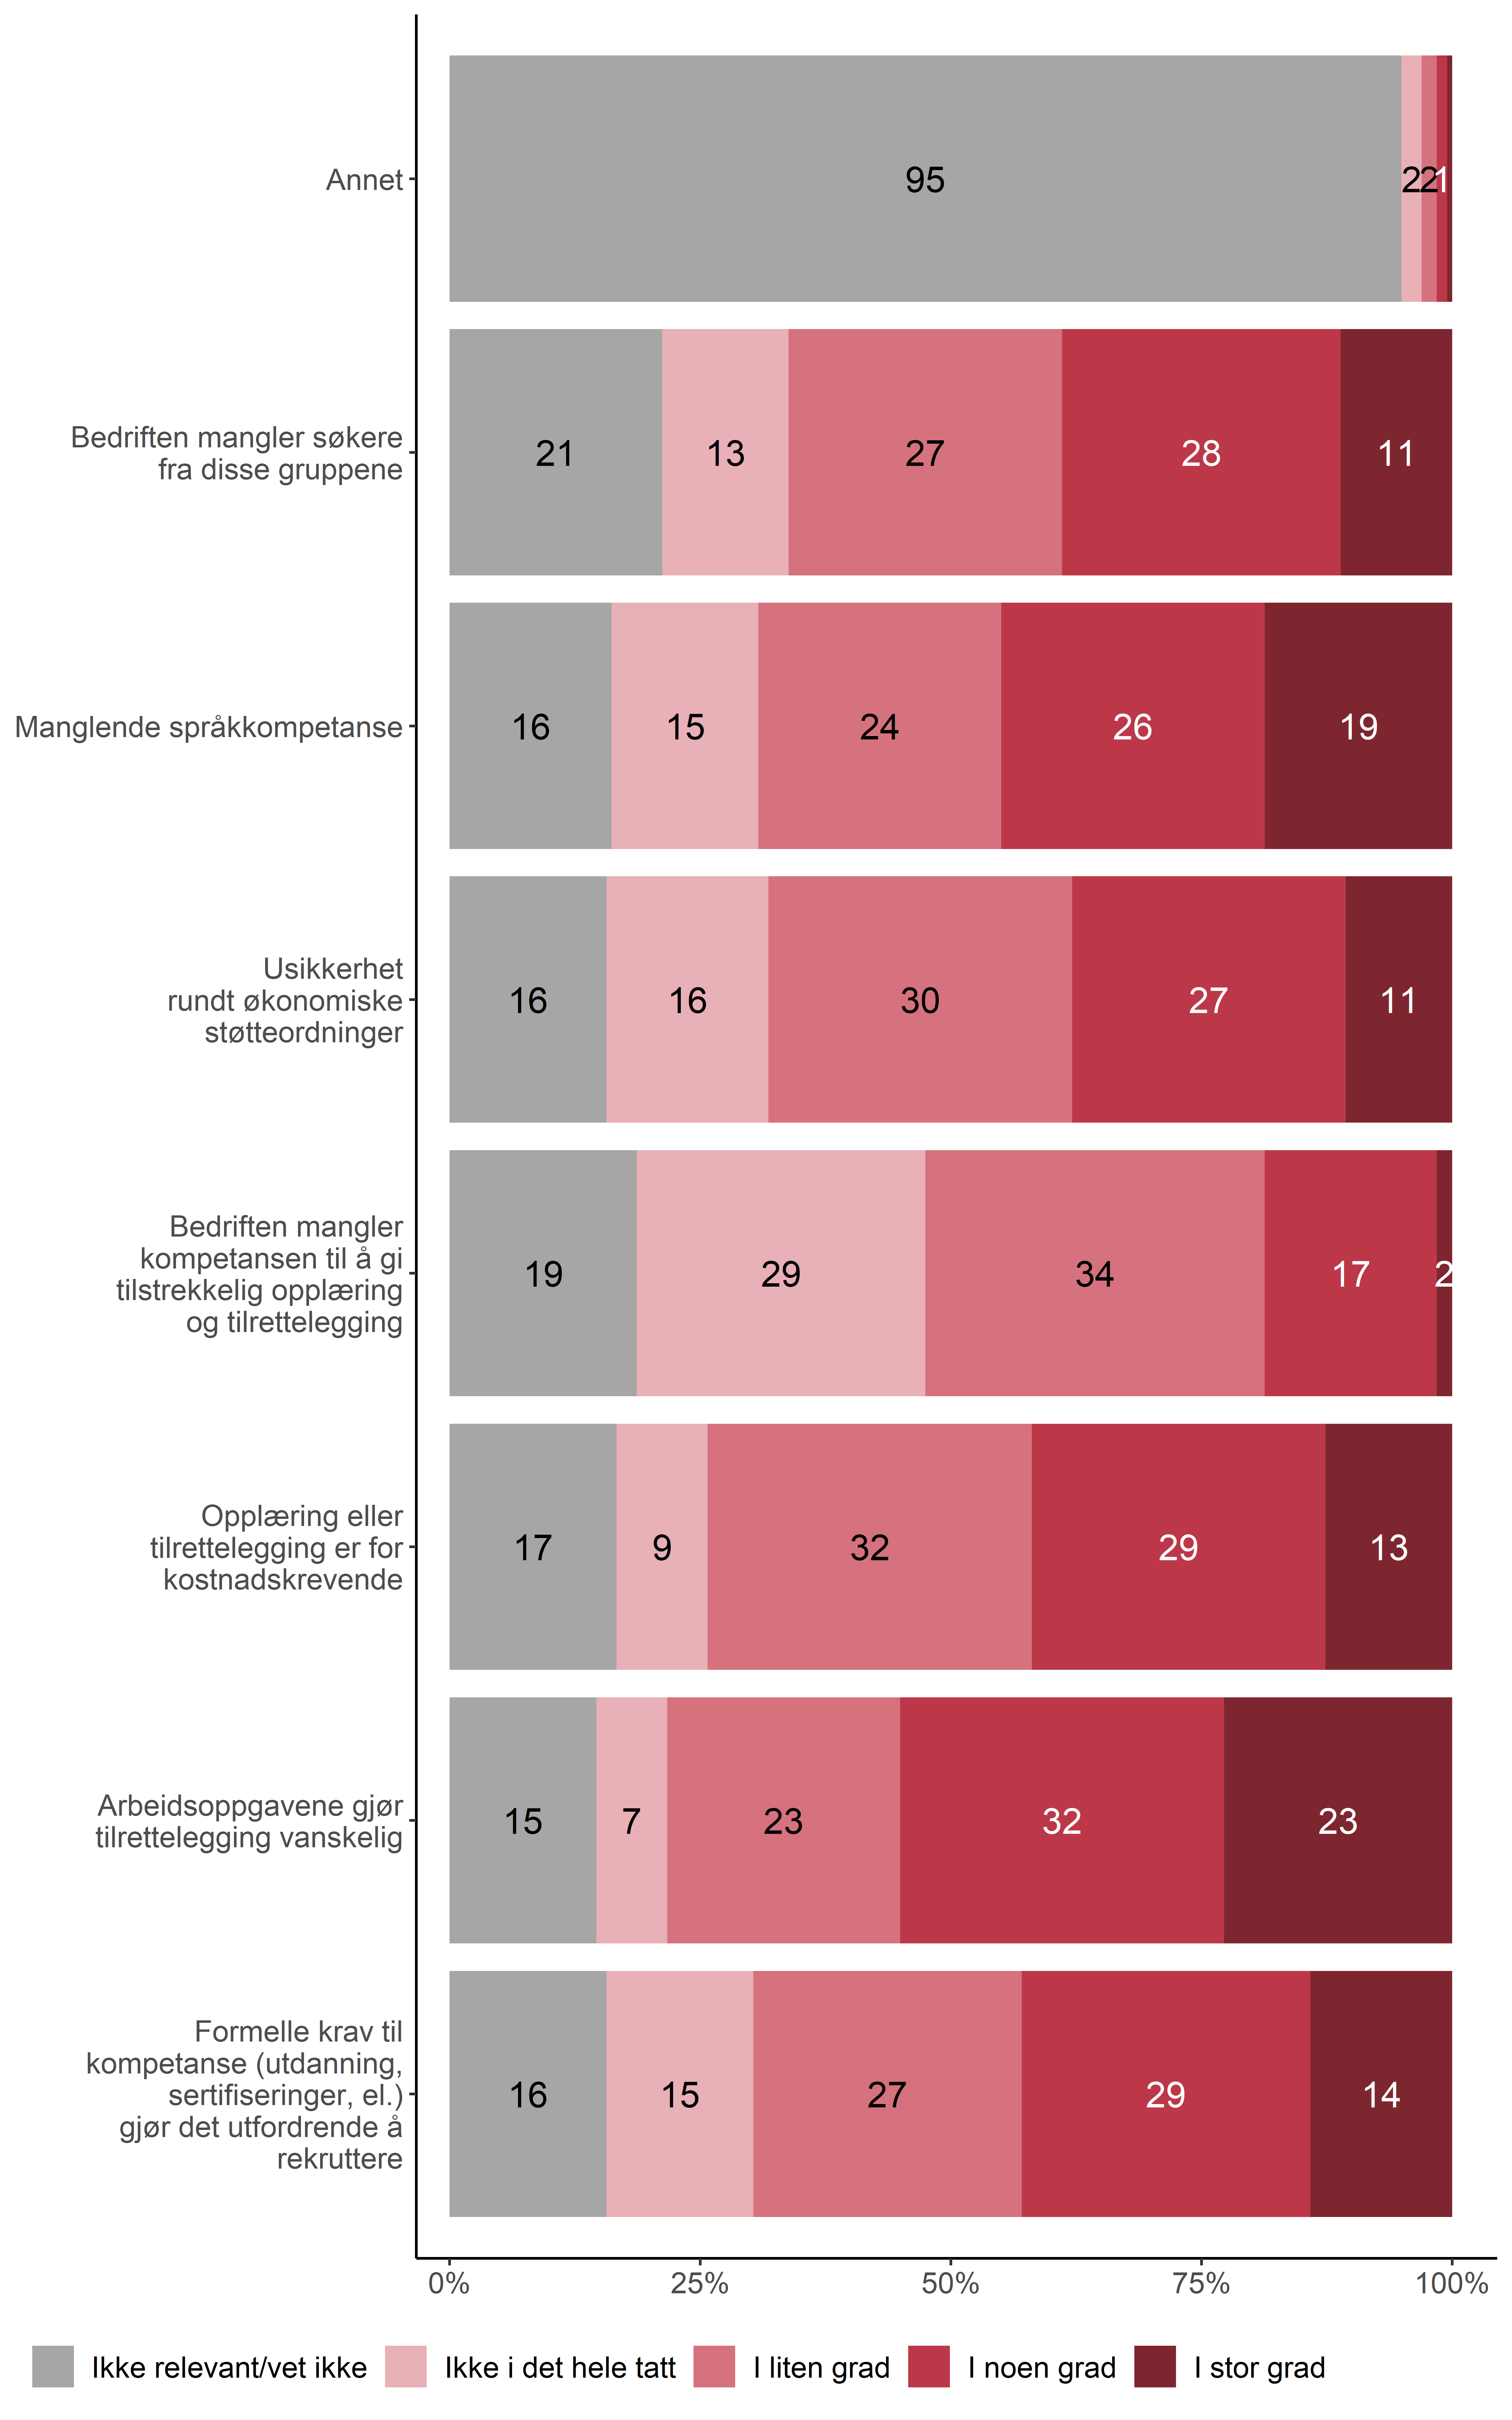 Annet
95 2 2 1
Bedriften mangler søkere
fra disse gruppene
21 13 27 28 11
Manglende språkkompetanse
16 15 24 26 19
Usikkerhet
rundt økonomiske
støtteordninger
16 16 30 27 11
Bedriften mangler
kompetansen til å gi
tilstrekkelig opplæring
og tilrettelegging
19 29 34 17 2
Opplæring eller
tilrettelegging er for
kostnadskrevende
17 9 32 29 13
Arbeidsoppgavene gjør
tilrettelegging vanskelig
15 7 23 32 23
Formelle krav til
kompetanse (utdanning,
sertifiseringer, el.)
gjør det utfordrende å
rekruttere
16 15 27 29 14
0% 25% 50% 75% 100%
Ikke relevant/vet ikke Ikke i det hele tatt I liten grad I noen grad I stor grad